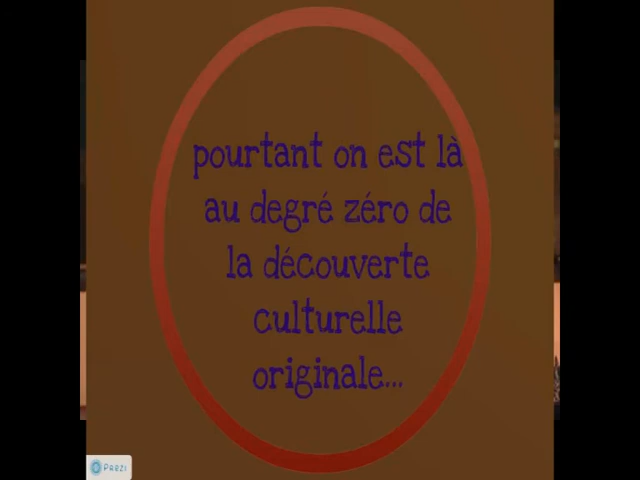 pourtant on est là
au degré zéro de
la découverte
culturelle
originale...